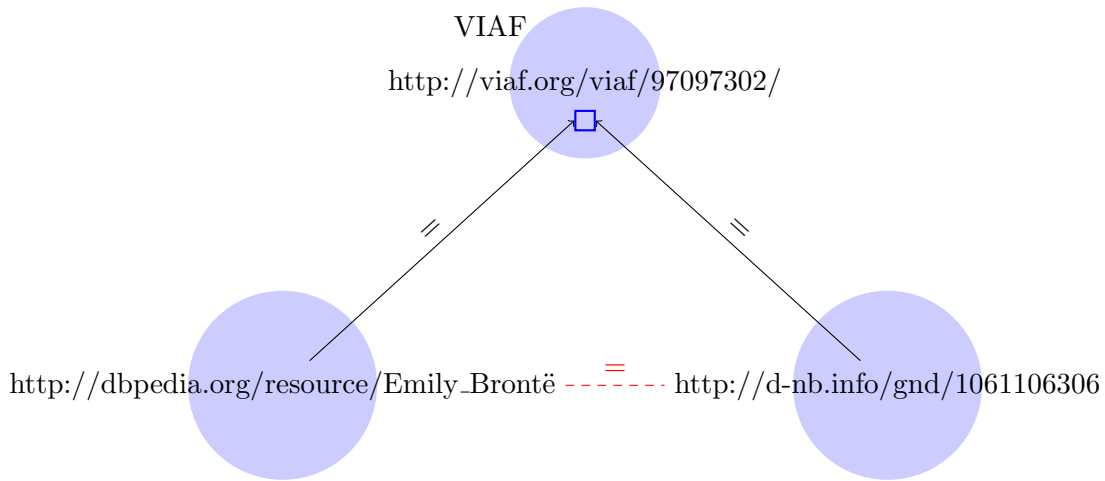 VIAF
http://viaf.org/viaf/97097302/
=
=
=
http://dbpedia.org/resource/Emily_Brontë
http://d-nb.info/gnd/1061106306